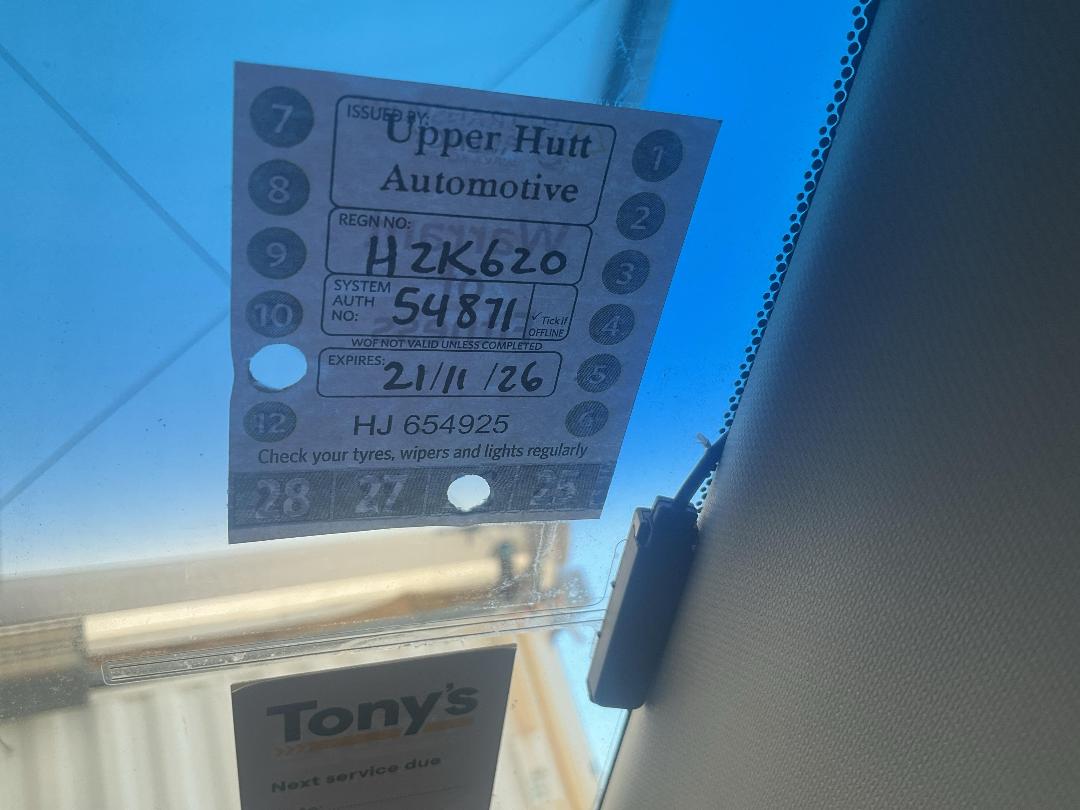 ISSUED BY:
Upper Hutt
Automotive
REGN NO:
HZK620
SYSTEM
AUTH
NO:
54871
✓ Tick if
OFFLINE
WOF NOT VALID UNLESS COMPLETED
EXPIRES:
21/11/26
HJ 654925
Check your tyres, wipers and lights regularly
7
8
9
10
12
1
2
3
4
5
6
28 27 25
Tony's
Next service due